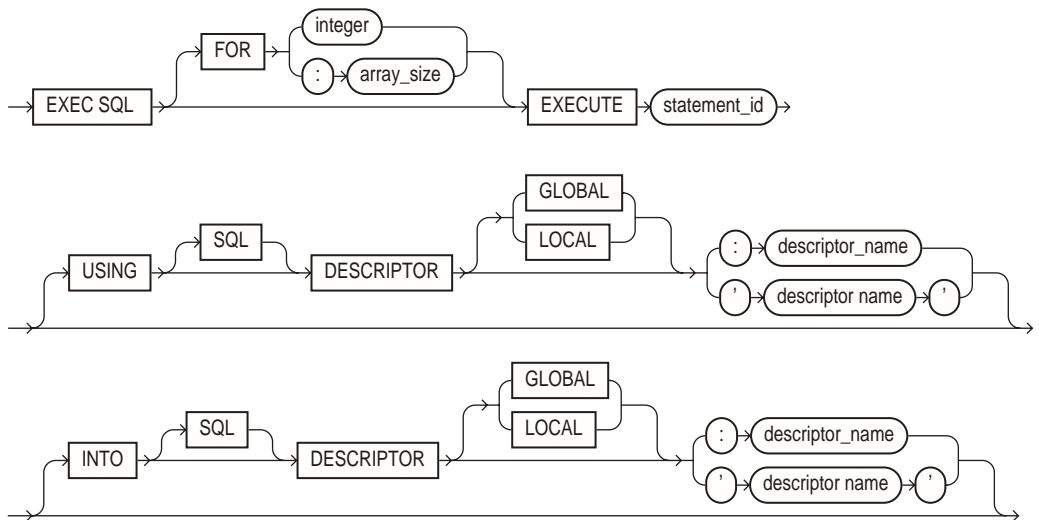 integer
FOR
: array_size
EXEC SQL EXECUTE statement_id
GLOBAL
SQL LOCAL : descriptor_name
USING DESCRIPTOR ’ descriptor name ’
GLOBAL
SQL LOCAL : descriptor_name
INTO DESCRIPTOR ’ descriptor name ’